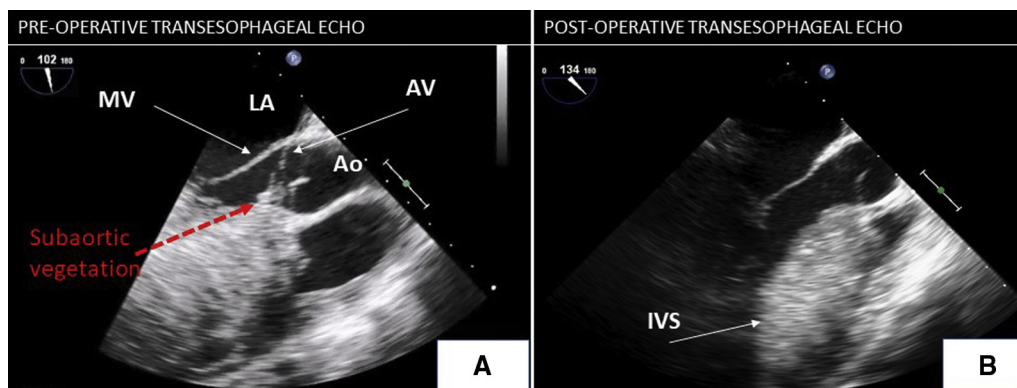 PRE-OPERATIVE TRANSESOPHAGEAL ECHO
0 102 180
P
MV
LA
AV
Ao
Subaortic
vegetation
A
POST-OPERATIVE TRANSESOPHAGEAL ECHO
0 134 180
P
IVS
B